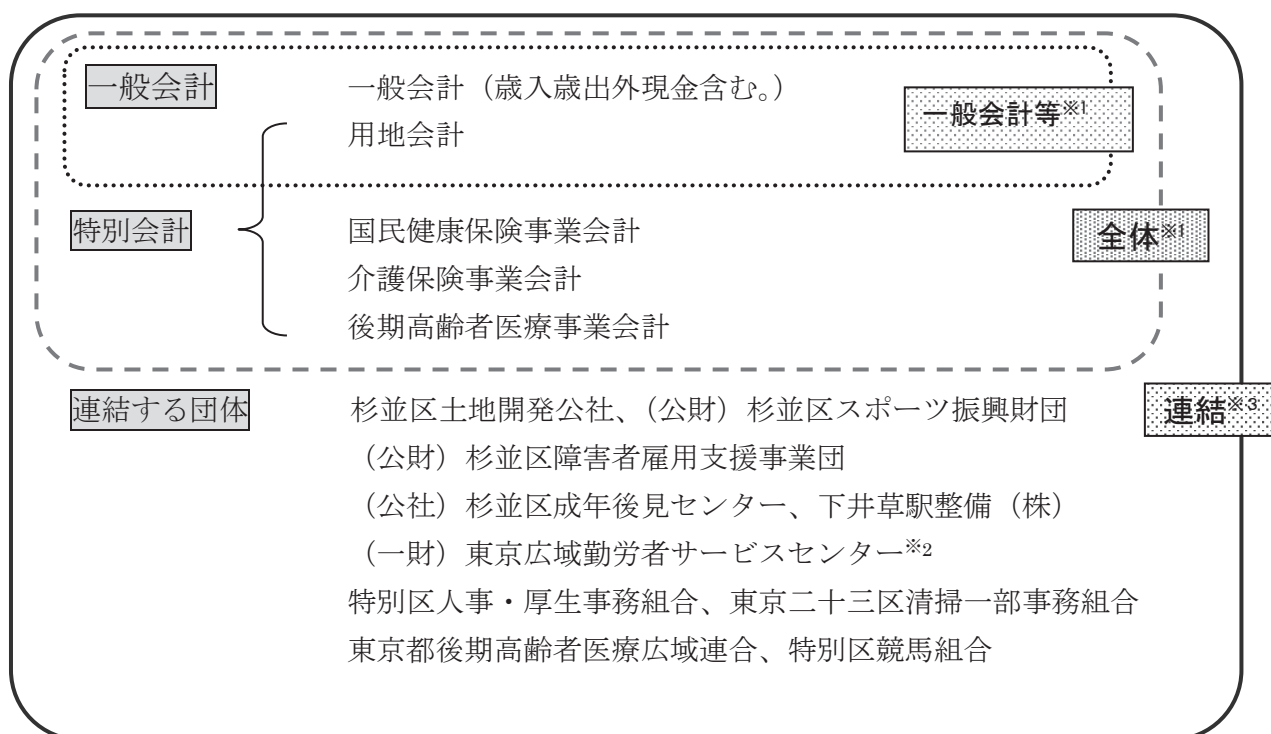 一般会計 一般会計（歳入歳出外現金含む。） 一般会計等※1
用地会計
特別会計 国民健康保険事業会計 全体※1
介護保険事業会計
後期高齢者医療事業会計
連結する団体 杉並区土地開発公社、（公財）杉並区スポーツ振興財団 連結※3
（公財）杉並区障害者雇用支援事業団
（公社）杉並区成年後見センター、下井草駅整備（株）
（一財）東京広域勤労者サービスセンター※2
特別区人事・厚生事務組合、東京二十三区清掃一部事務組合
東京都後期高齢者医療広域連合、特別区競馬組合